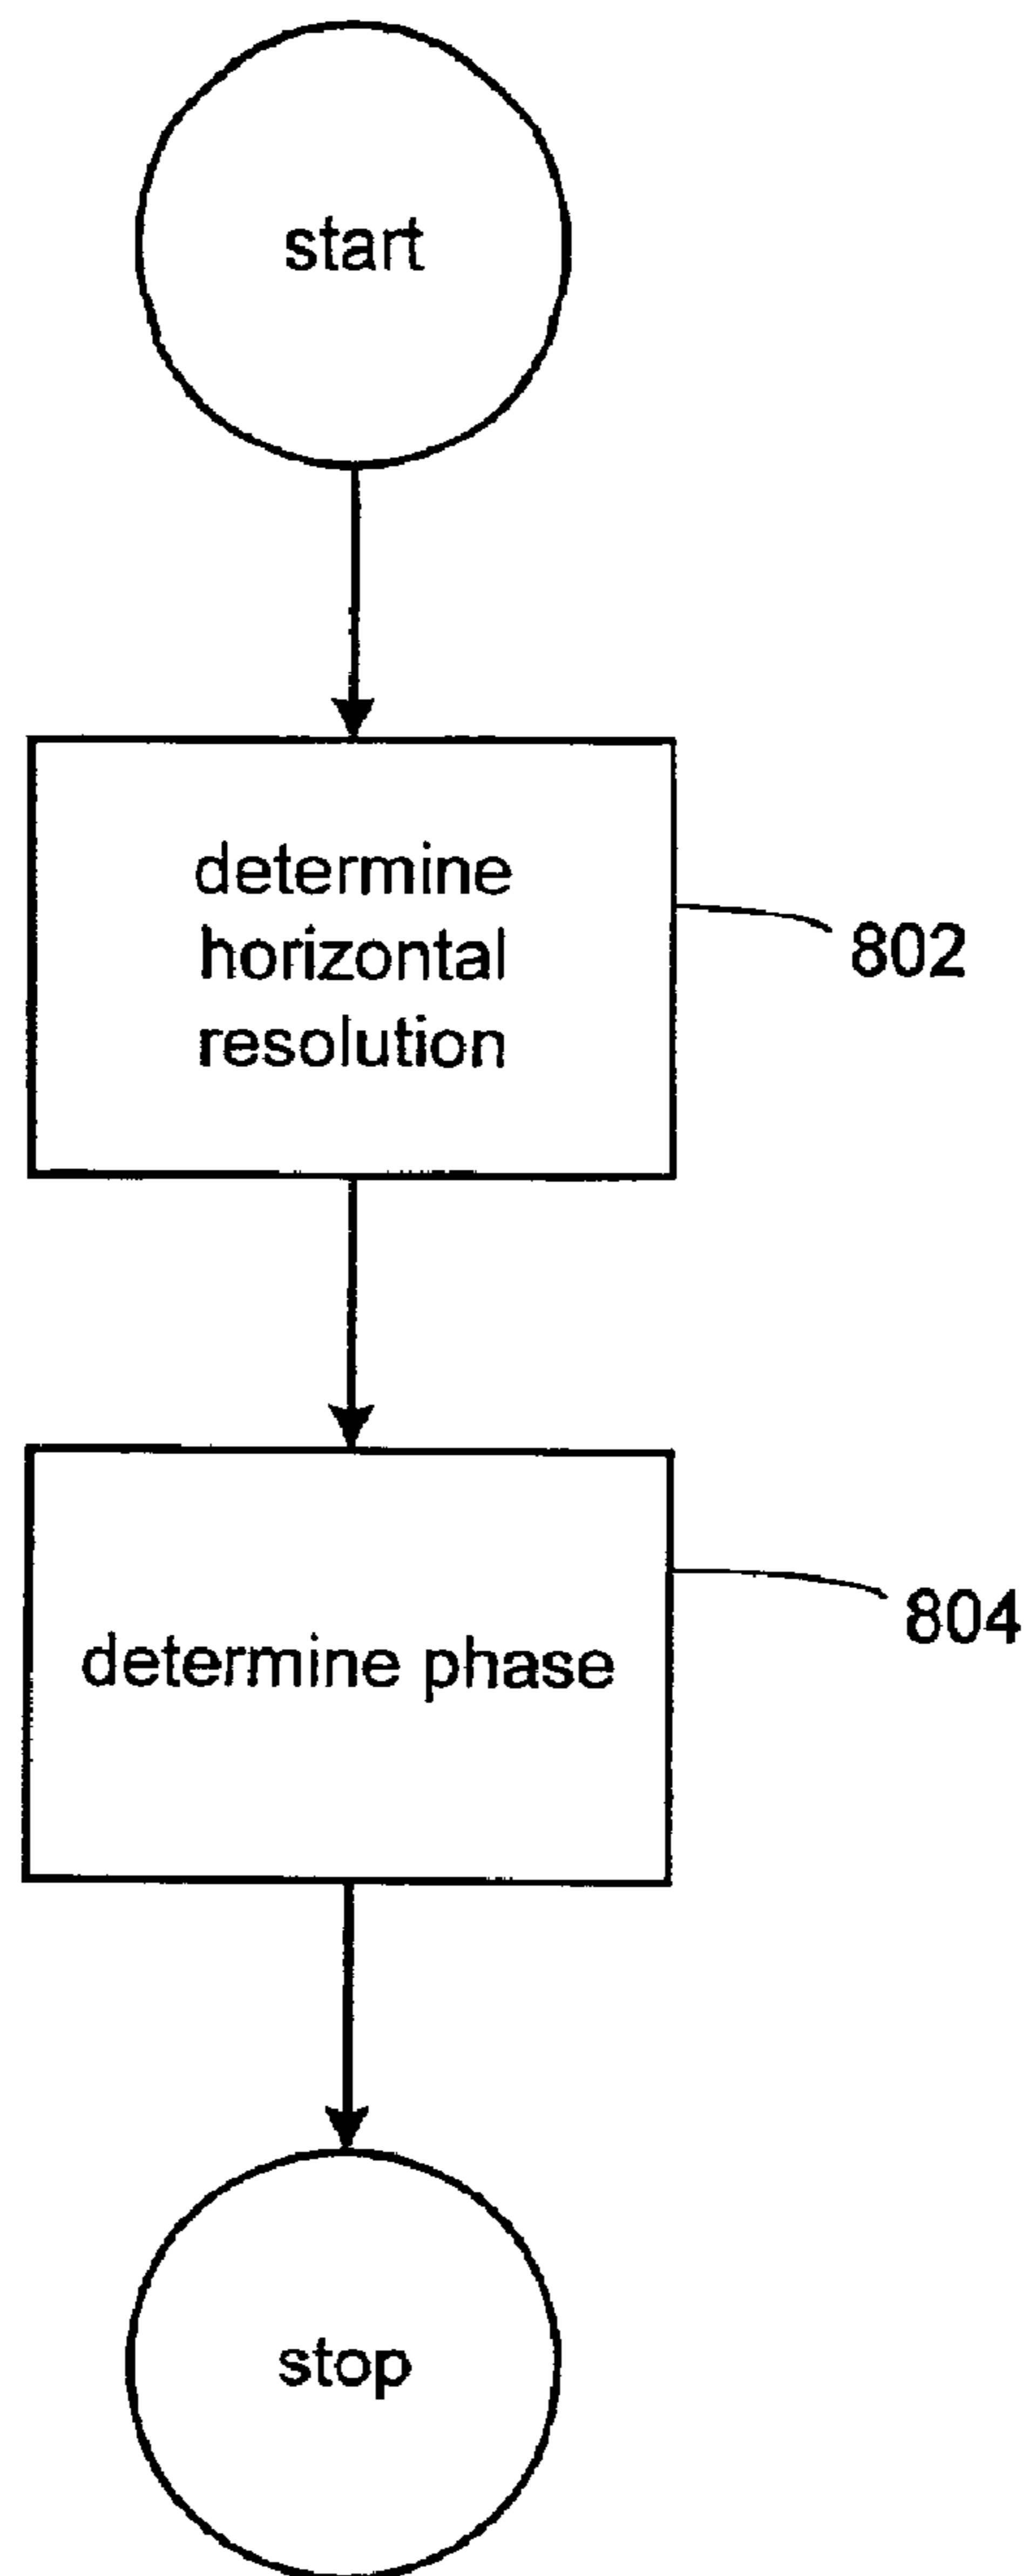 start
determine
horizontal
resolution
802
determine phase
804
stop